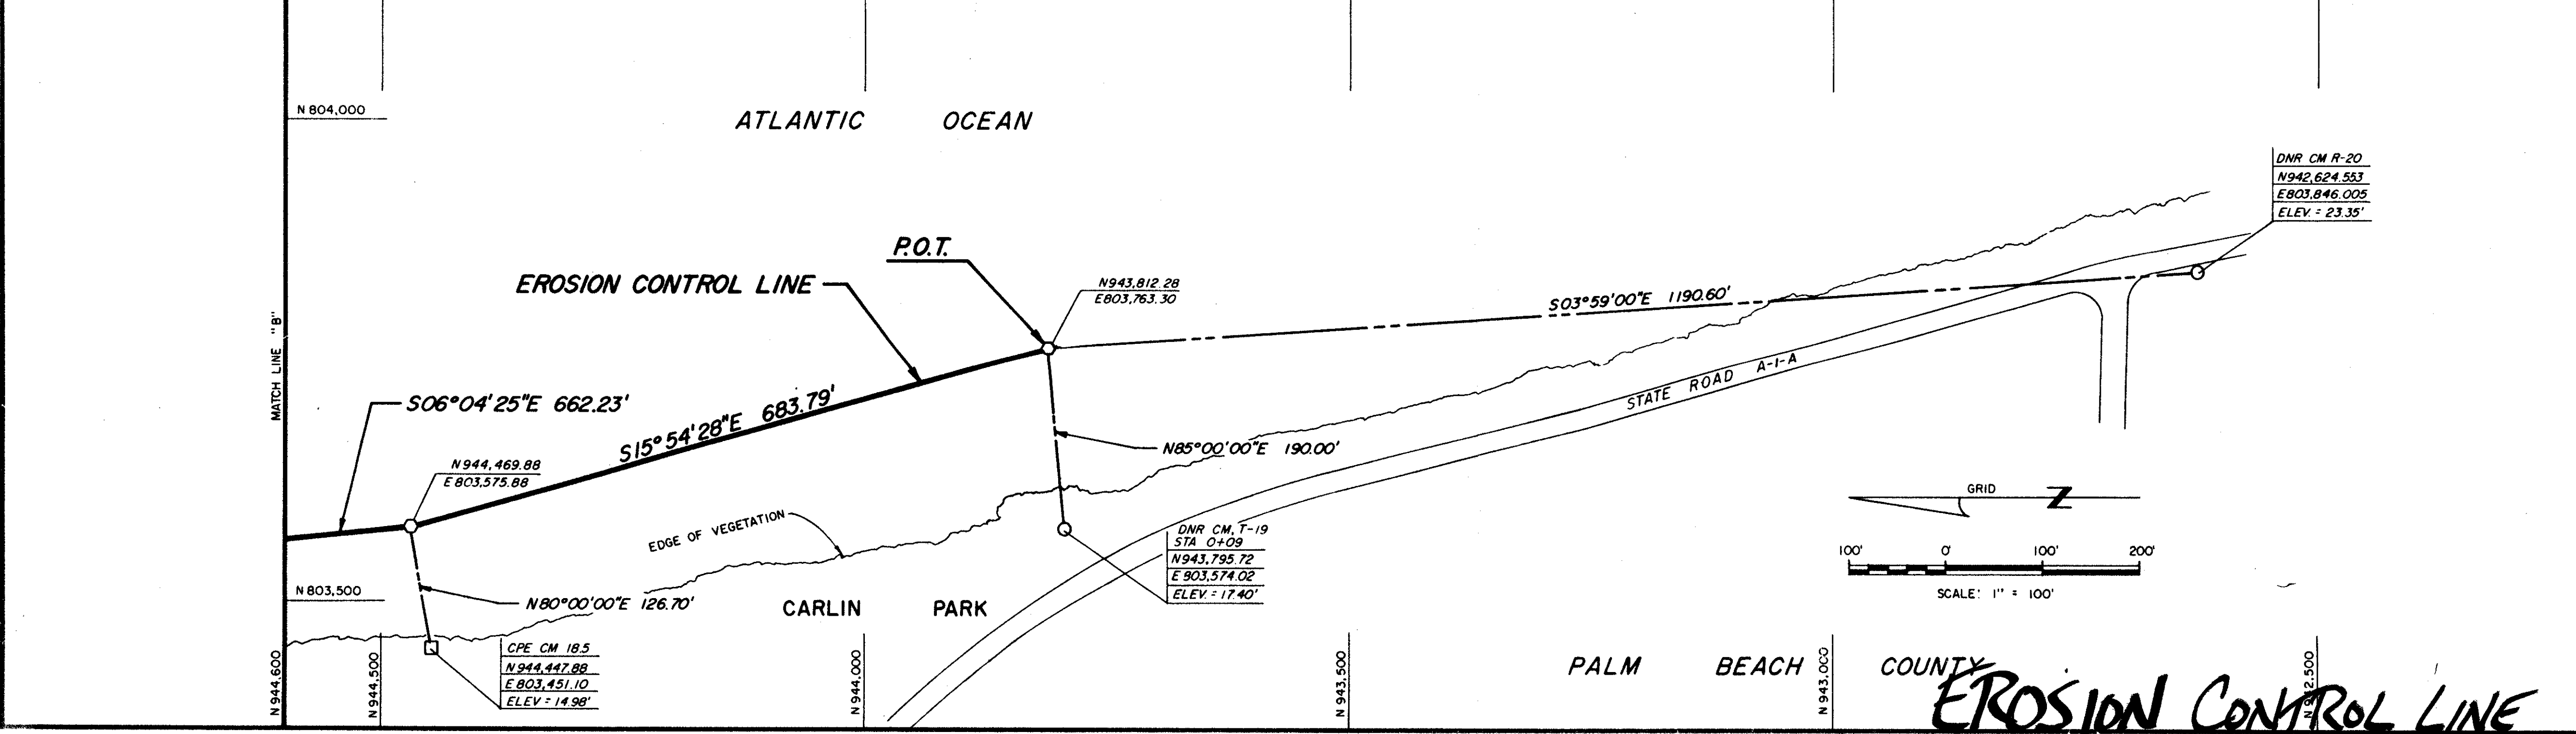 N 804,000
ATLANTIC OCEAN
DNR CM R-20
N942,624.553
E803,846.005
ELEV. = 23.35'
P.O.T.
EROSION CONTROL LINE
N943,812.28
E803,763.30
S03°59'00"E 1190.60'
MATCH LINE "B"
S06°04'25"E 662.23'
S15°54'28"E 683.79'
STATE ROAD A-1-A
N85°00'00"E 190.00'
N944,469.88
E803,575.88
GRID
N
EDGE OF VEGETATION
DNR CM, T-19
STA 0+09
N943,795.72
E 803,574.02
ELEV. = 17.40'
100' 0' 100' 200'
SCALE: 1" = 100'
N 803,500
N80°00'00"E 126.70'
CARLIN PARK
CPE CM 18.5
N944,447.88
E803,451.10
ELEV = 14.98'
PALM BEACH COUNTY
N 944,600
N 944,500
N 944,000
N 943,500
N 943,000
N 942,500
EROSION CONTROL LINE